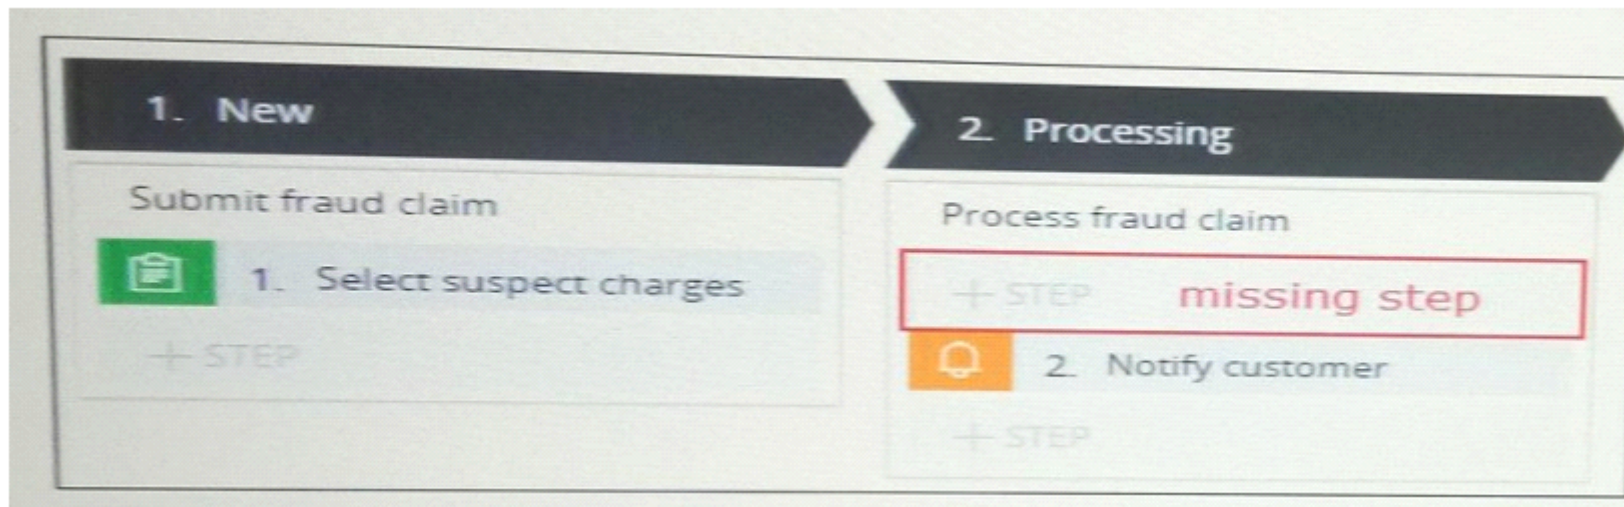 1. New
Submit fraud claim
1. Select suspect charges
+ STEP
2. Processing
Process fraud claim
+ STEP missing step
2. Notify customer
+ STEP